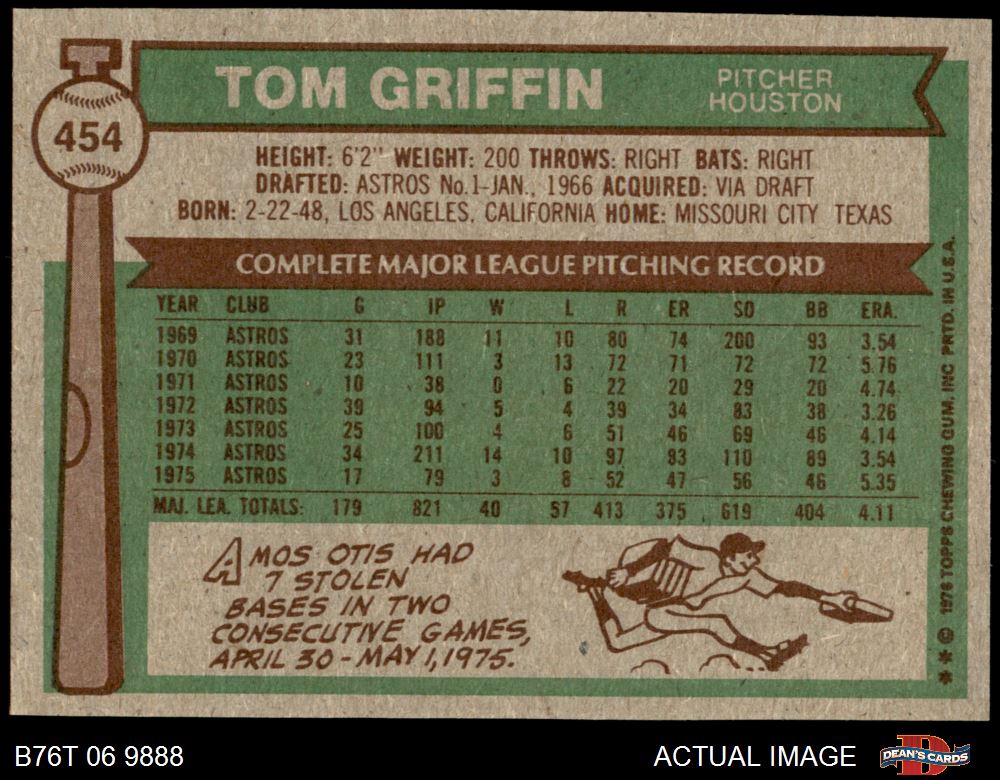 TOM GRIFFIN
PITCHER
HOUSTON
454
HEIGHT: 6'2" WEIGHT: 200 THROWS: RIGHT BATS: RIGHT
DRAFTED: ASTROS No.1-JAN., 1966 ACQUIRED: VIA DRAFT
BORN: 2-22-48, LOS ANGELES, CALIFORNIA HOME: MISSOURI CITY TEXAS
COMPLETE MAJOR LEAGUE PITCHING RECORD
YEAR CLUB G IP W L R ER SO BB ERA.
1969 ASTROS 31 188 11 10 80 74 200 93 3.54
1970 ASTROS 23 111 3 13 72 71 72 72 5.76
1971 ASTROS 10 38 0 6 22 20 29 20 4.74
1972 ASTROS 39 94 5 4 39 34 83 38 3.26
1973 ASTROS 25 100 4 6 51 46 69 46 4.14
1974 ASTROS 34 211 14 10 97 83 110 89 3.54
1975 ASTROS 17 79 3 8 52 47 56 46 5.35
MAJ. LEA. TOTALS: 179 821 40 57 413 375 619 404 4.11
AMOS OTIS HAD
7 STOLEN
BASES IN TWO
CONSECUTIVE GAMES,
APRIL 30 - MAY 1, 1975.
* * © 1976 TOPPS CHEWING GUM, INC PRTD. IN U.S.A.
B76T 06 9888
ACTUAL IMAGE
D
DEAN'S CARDS